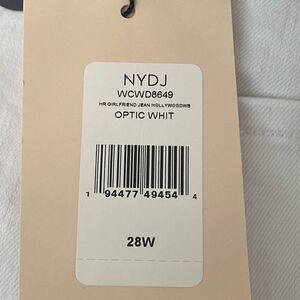 NYDJ
WCWD8649
HR GIRLFRIEND JEAN HOLLYWOODWB
OPTIC WHIT
1 94477 49454 4
28W